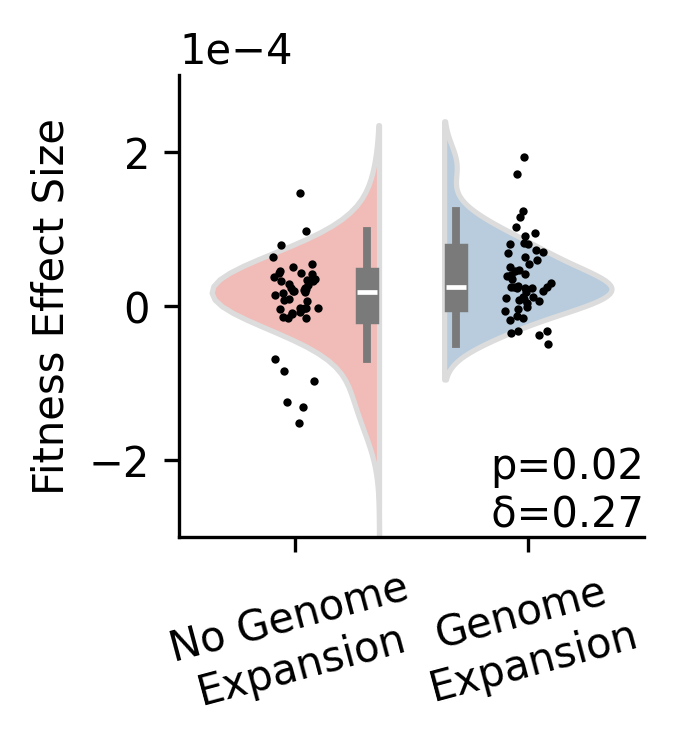 1e−4
Fitness Effect Size
2
0
−2
p=0.02
δ=0.27
No Genome
Expansion
Genome
Expansion